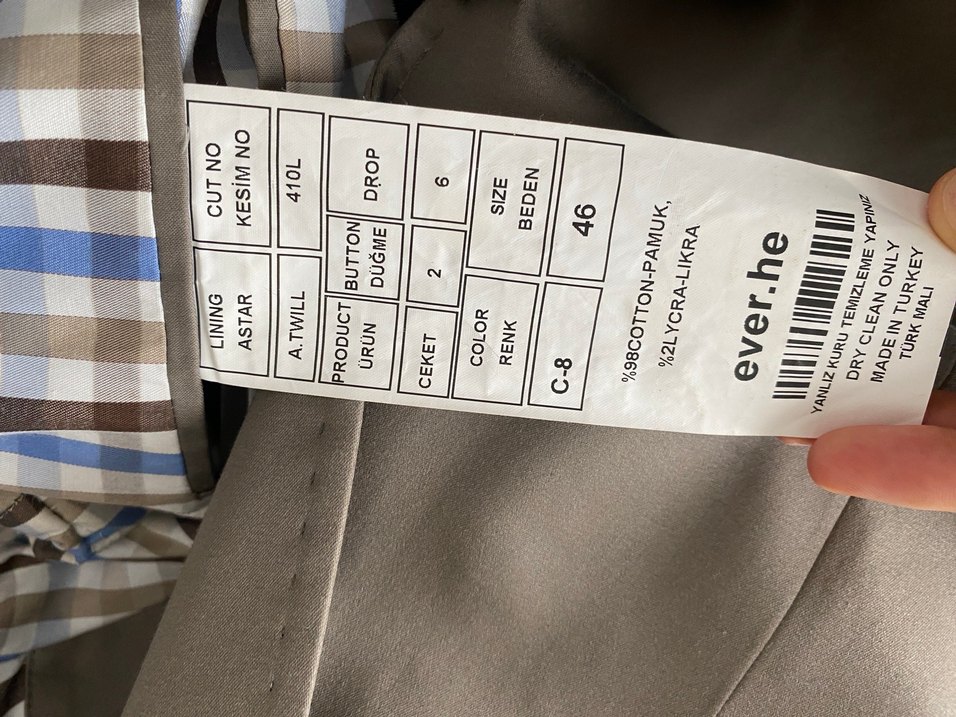 LINING
ASTAR
CUT NO
KESİM NO
A.TWILL
410L
PRODUCT
ÜRÜN
BUTTON
DÜĞME
DROP
CEKET
2
6
COLOR
RENK
SIZE
BEDEN
C-8
46
%98COTTON-PAMUK,
%2LYCRA-LIKRA
ever.he
YANLIZ KURU TEMIZLEME YAPINIZ
DRY CLEAN ONLY
MADE IN TURKEY
TÜRK MALI